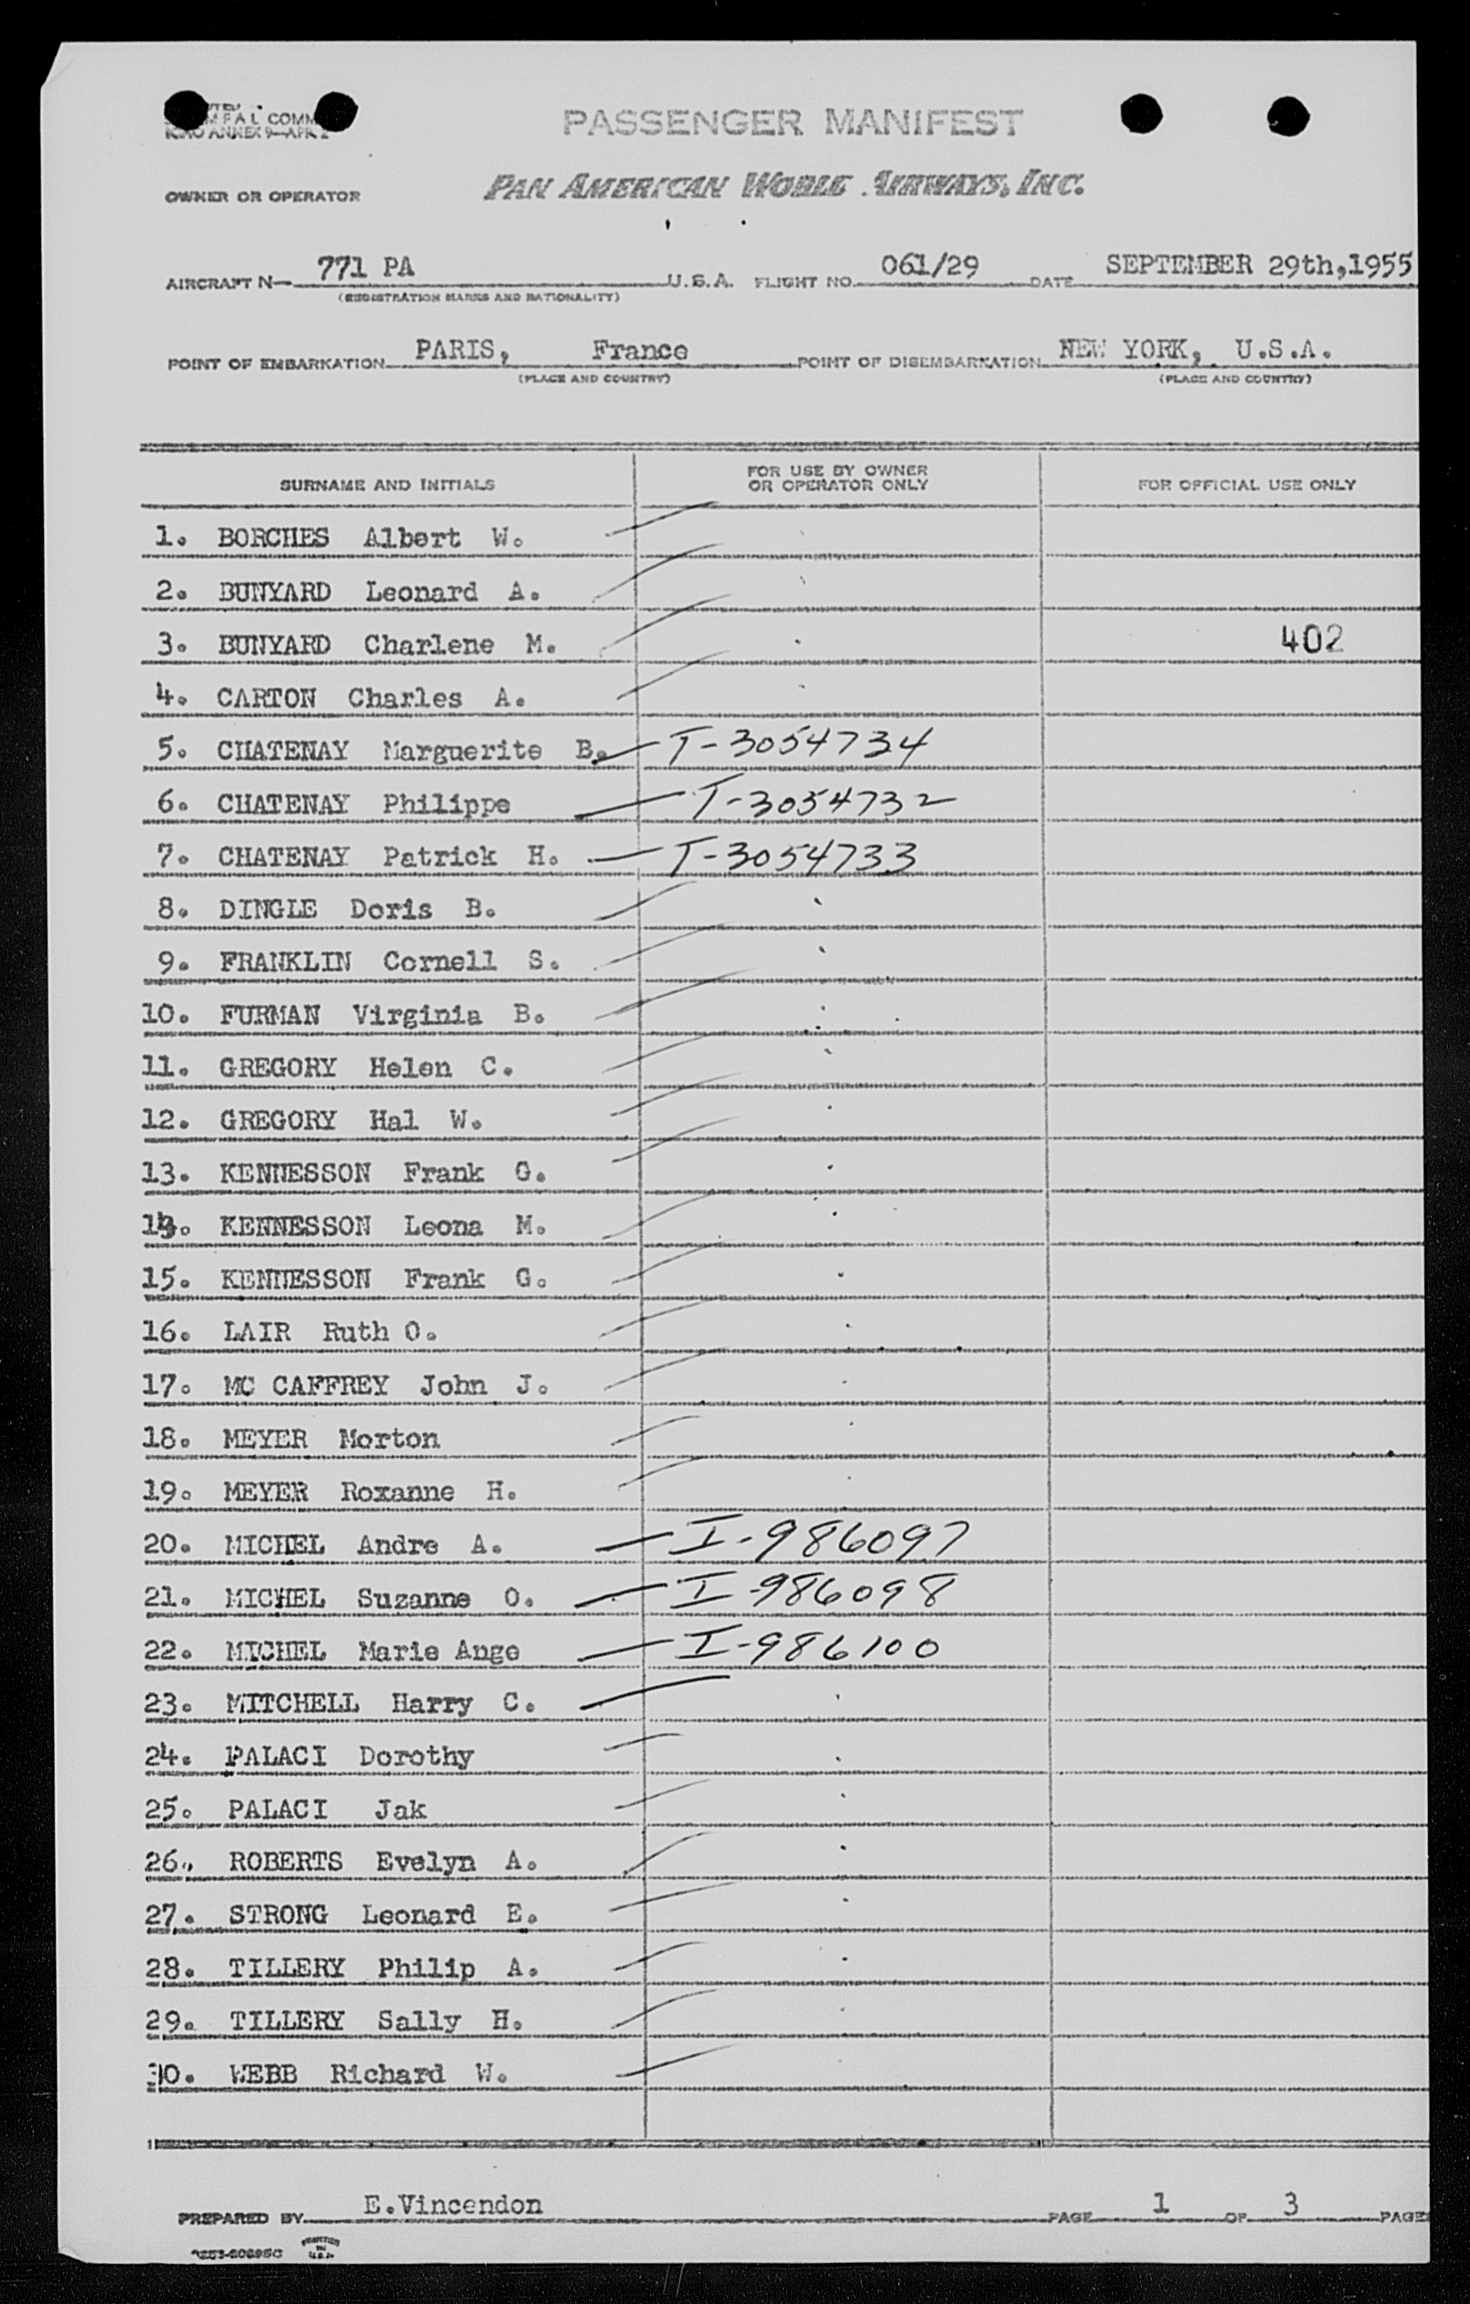 PASSENGER MANIFEST
COMM
ICAO ANNEX 9—APR 2
PAN AMERICAN WORLD AIRWAYS, INC.
OWNER OR OPERATOR
AIRCRAFT N— 771 PA U.S.A. FLIGHT NO. 061/29 DATE SEPTEMBER 29th,1955
(REGISTRATION MARKS AND NATIONALITY)
POINT OF EMBARKATION PARIS, France POINT OF DISEMBARKATION NEW YORK, U.S.A.
(PLACE AND COUNTRY) (PLACE AND COUNTRY)
SURNAME AND INITIALS FOR USE BY OWNER OR OPERATOR ONLY FOR OFFICIAL USE ONLY
1. BORCHES Albert W.
2. BUNYARD Leonard A.
3. BUNYARD Charlene M. 402
4. CARTON Charles A.
5. CHATENAY Marguerite B. T-3054734
6. CHATENAY Philippe T-3054732
7. CHATENAY Patrick H. T-3054733
8. DINGLE Doris B.
9. FRANKLIN Cornell S.
10. FURMAN Virginia B.
11. GREGORY Helen C.
12. GREGORY Hal W.
13. KENNESSON Frank G.
14. KENNESSON Leona M.
15. KENNESSON Frank G.
16. LAIR Ruth O.
17. MC CAFFREY John J.
18. MEYER Morton
19. MEYER Roxanne H.
20. MICHEL Andre A. I-986097
21. MICHEL Suzanne O. I-986098
22. MICHEL Marie Ange I-986100
23. MITCHELL Harry C.
24. PALACI Dorothy
25. PALACI Jak
26. ROBERTS Evelyn A.
27. STRONG Leonard E.
28. TILLERY Philip A.
29. TILLERY Sally H.
30. WEBB Richard W.
PREPARED BY E.Vincendon PAGE 1 OF 3 PAGE